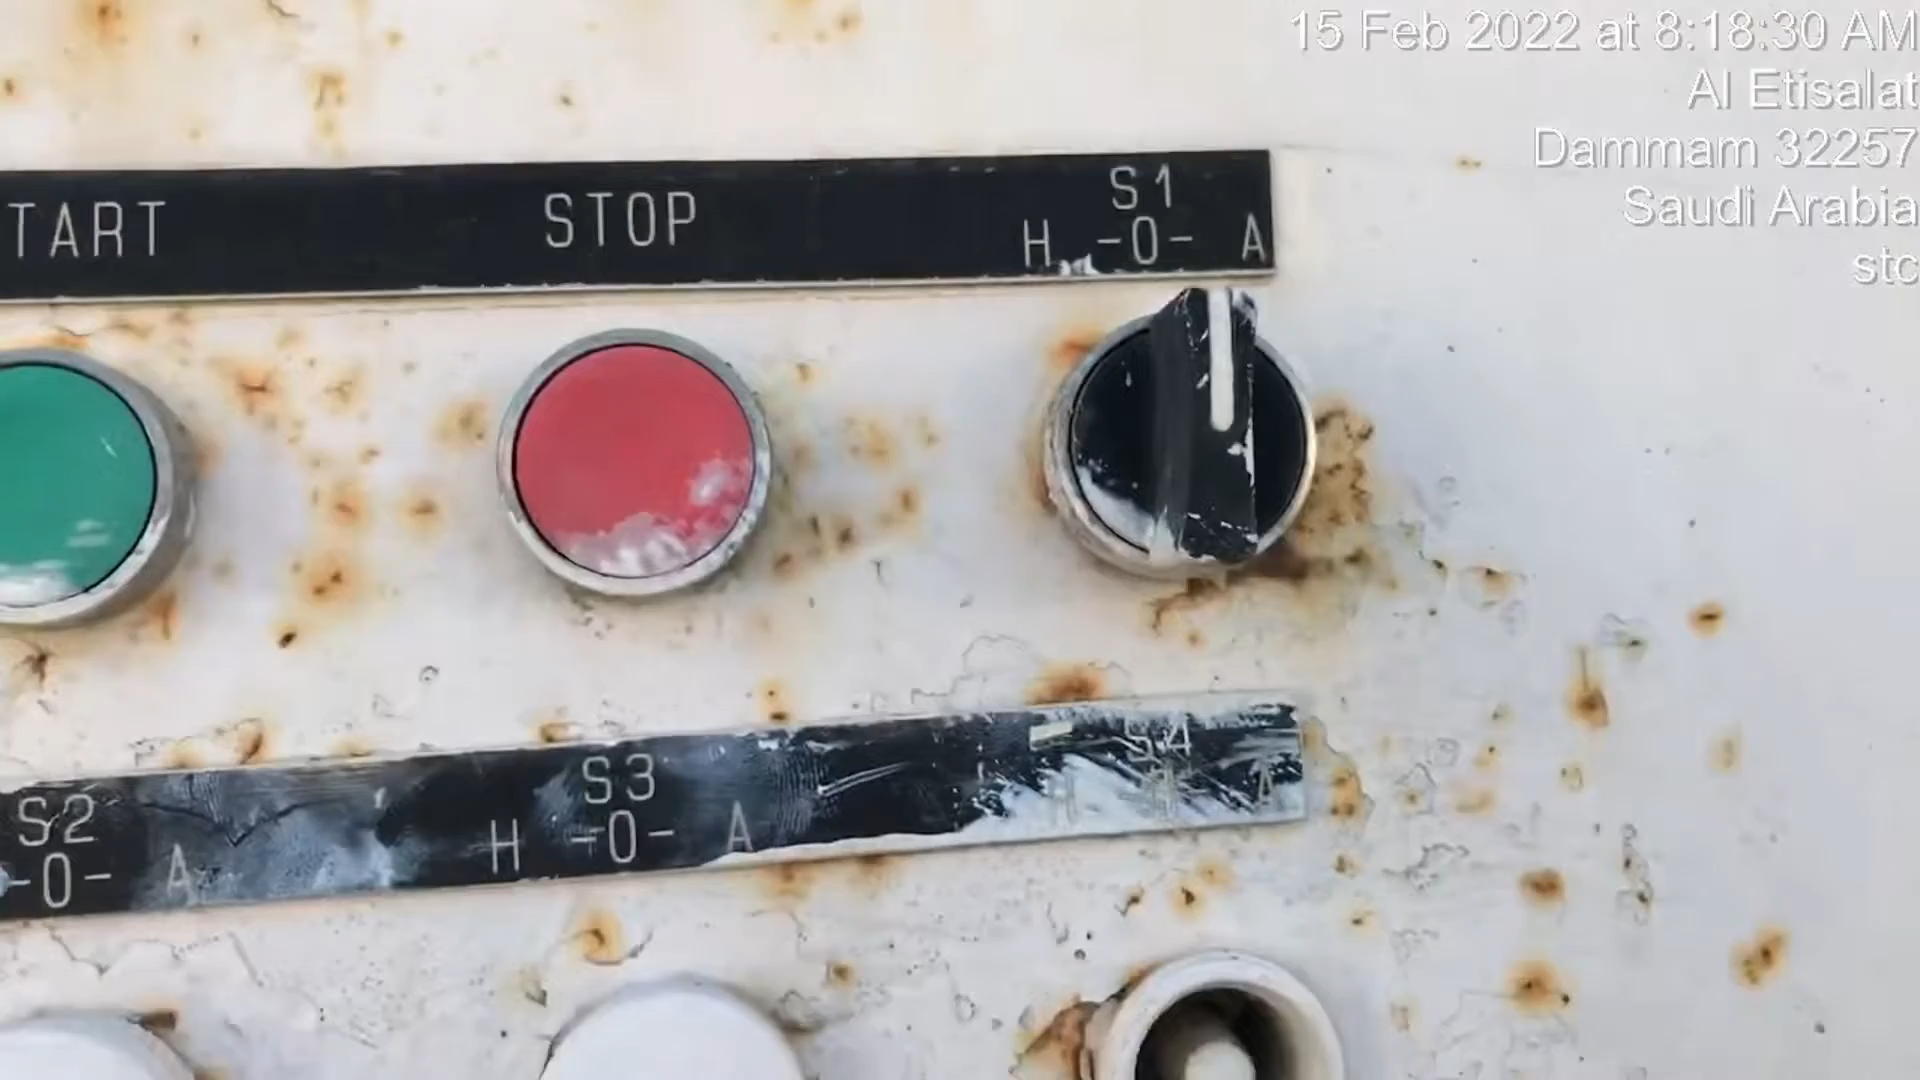 15 Feb 2022 at 8:18:30 AM
Al Etisalat
Dammam 32257
Saudi Arabia
stc
TART
STOP
S1
H -0- A
S2
-0- A
S3
H -0- A
S4
H A